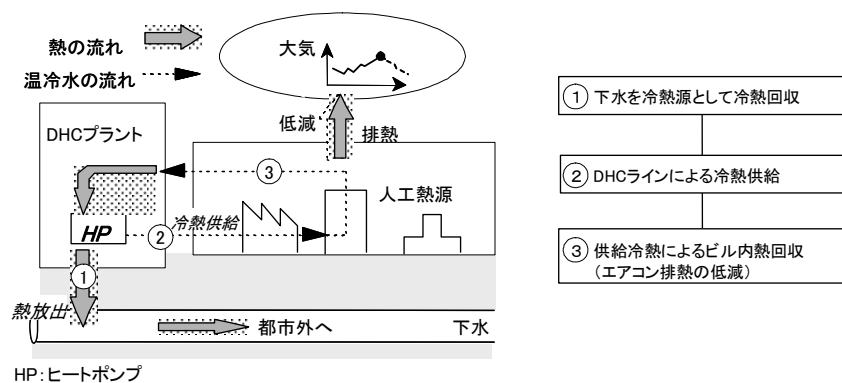 熱の流れ
温冷水の流れ
大気
低減
排熱
DHCプラント
③
人工熱源
HP
②
冷熱供給
①
熱放出
都市外へ
下水
HP：ヒートポンプ
① 下水を冷熱源として冷熱回収
② DHCラインによる冷熱供給
③ 供給冷熱によるビル内熱回収
（エアコン排熱の低減）